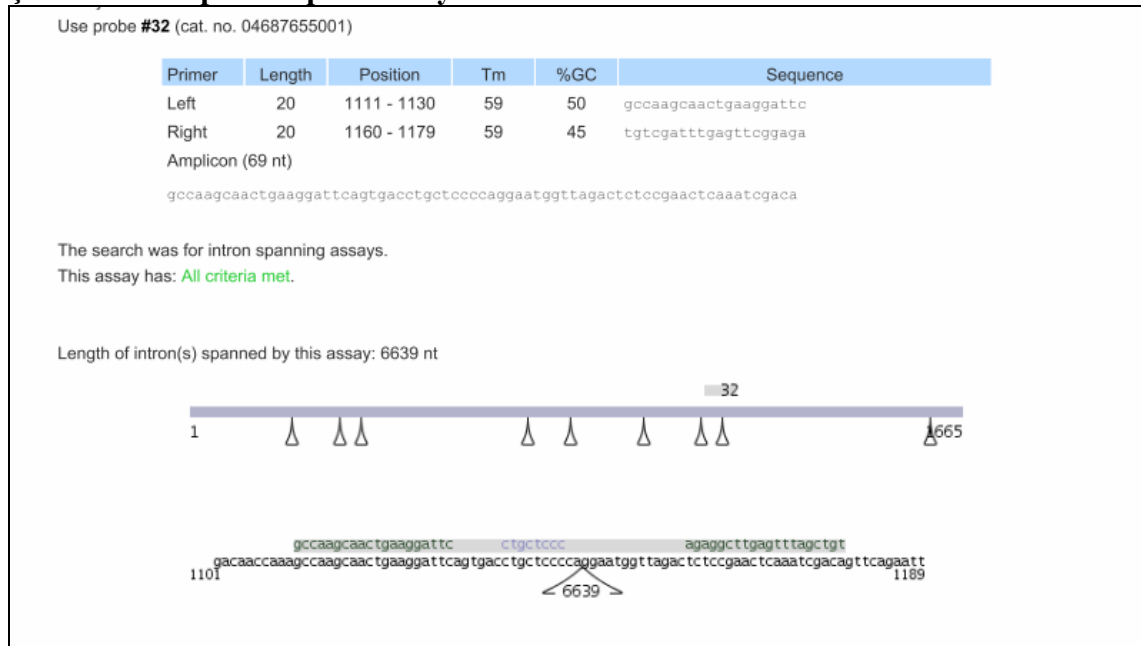 Use probe #32 (cat. no. 04687655001)
Primer Length Position Tm %GC Sequence
Left 20 1111 - 1130 59 50 gccaagcaactgaaggattc
Right 20 1160 - 1179 59 45 tgtcgatttgagttcggaga
Amplicon (69 nt)
gccaagcaactgaaggattcagtgacctgctccccaggaatggttagactctccgaactcaaatcgaca
The search was for intron spanning assays.
This assay has: All criteria met.
Length of intron(s) spanned by this assay: 6639 nt
32
1 1665
gccaagcaactgaaggattc ctgctccc agaggcttgagtttagctgt
gacaaccaaagccaagcaactgaaggattcagtgacctgctccccaggaatggttagactctccgaactcaaatcgacagttcagaatt
1101 1189
6639